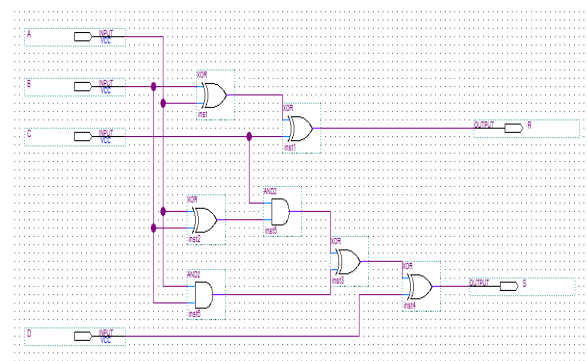 A
INPUT
VCC
B
INPUT
VCC
XOR
inst
XOR
inst1
OUTPUT
R
C
INPUT
VCC
AND2
inst5
XOR
inst2
XOR
inst3
XOR
inst4
OUTPUT
S
AND2
inst6
D
INPUT
VCC